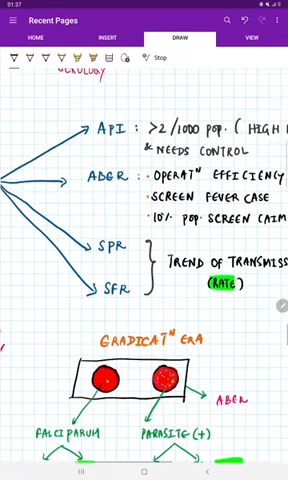 01:37
Recent Pages
HOME INSERT DRAW VIEW
Stop
API : >2/1000 POP. ( HIGH
& NEEDS CONTROL
ABER : • OPERATⁿ EFFICIENCY
• SCREEN FEVER CASE
• 10% POP. SCREEN
SPR
TREND OF TRANSMISS
(RATE)
SFR
GRADICATⁿ ERA
ABER
FALCIPARUM PARASITE (+)